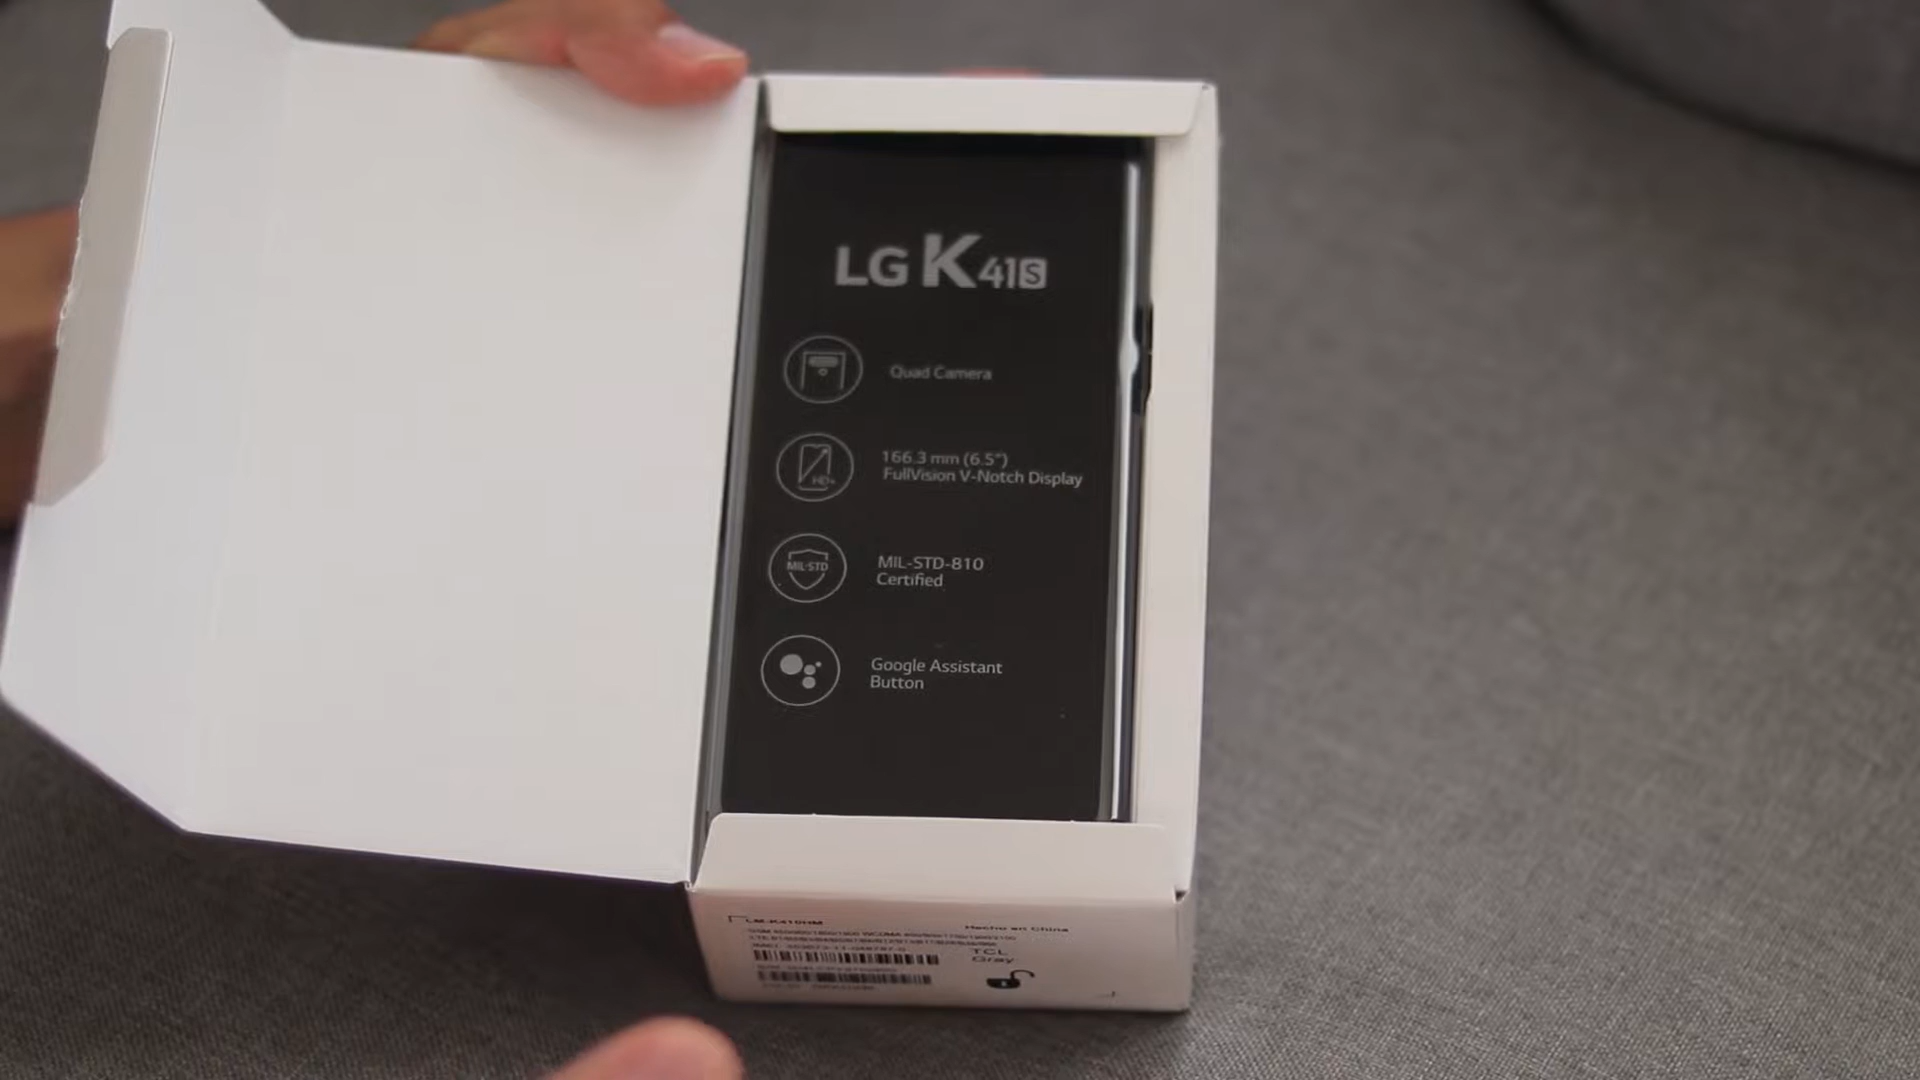 LG K41S
Quad Camera
166.3 mm (6.5")
FullVision V-Notch Display
HD+
MIL-STD
MIL-STD-810
Certified
Google Assistant
Button
Hecho en China
TCL
Gray